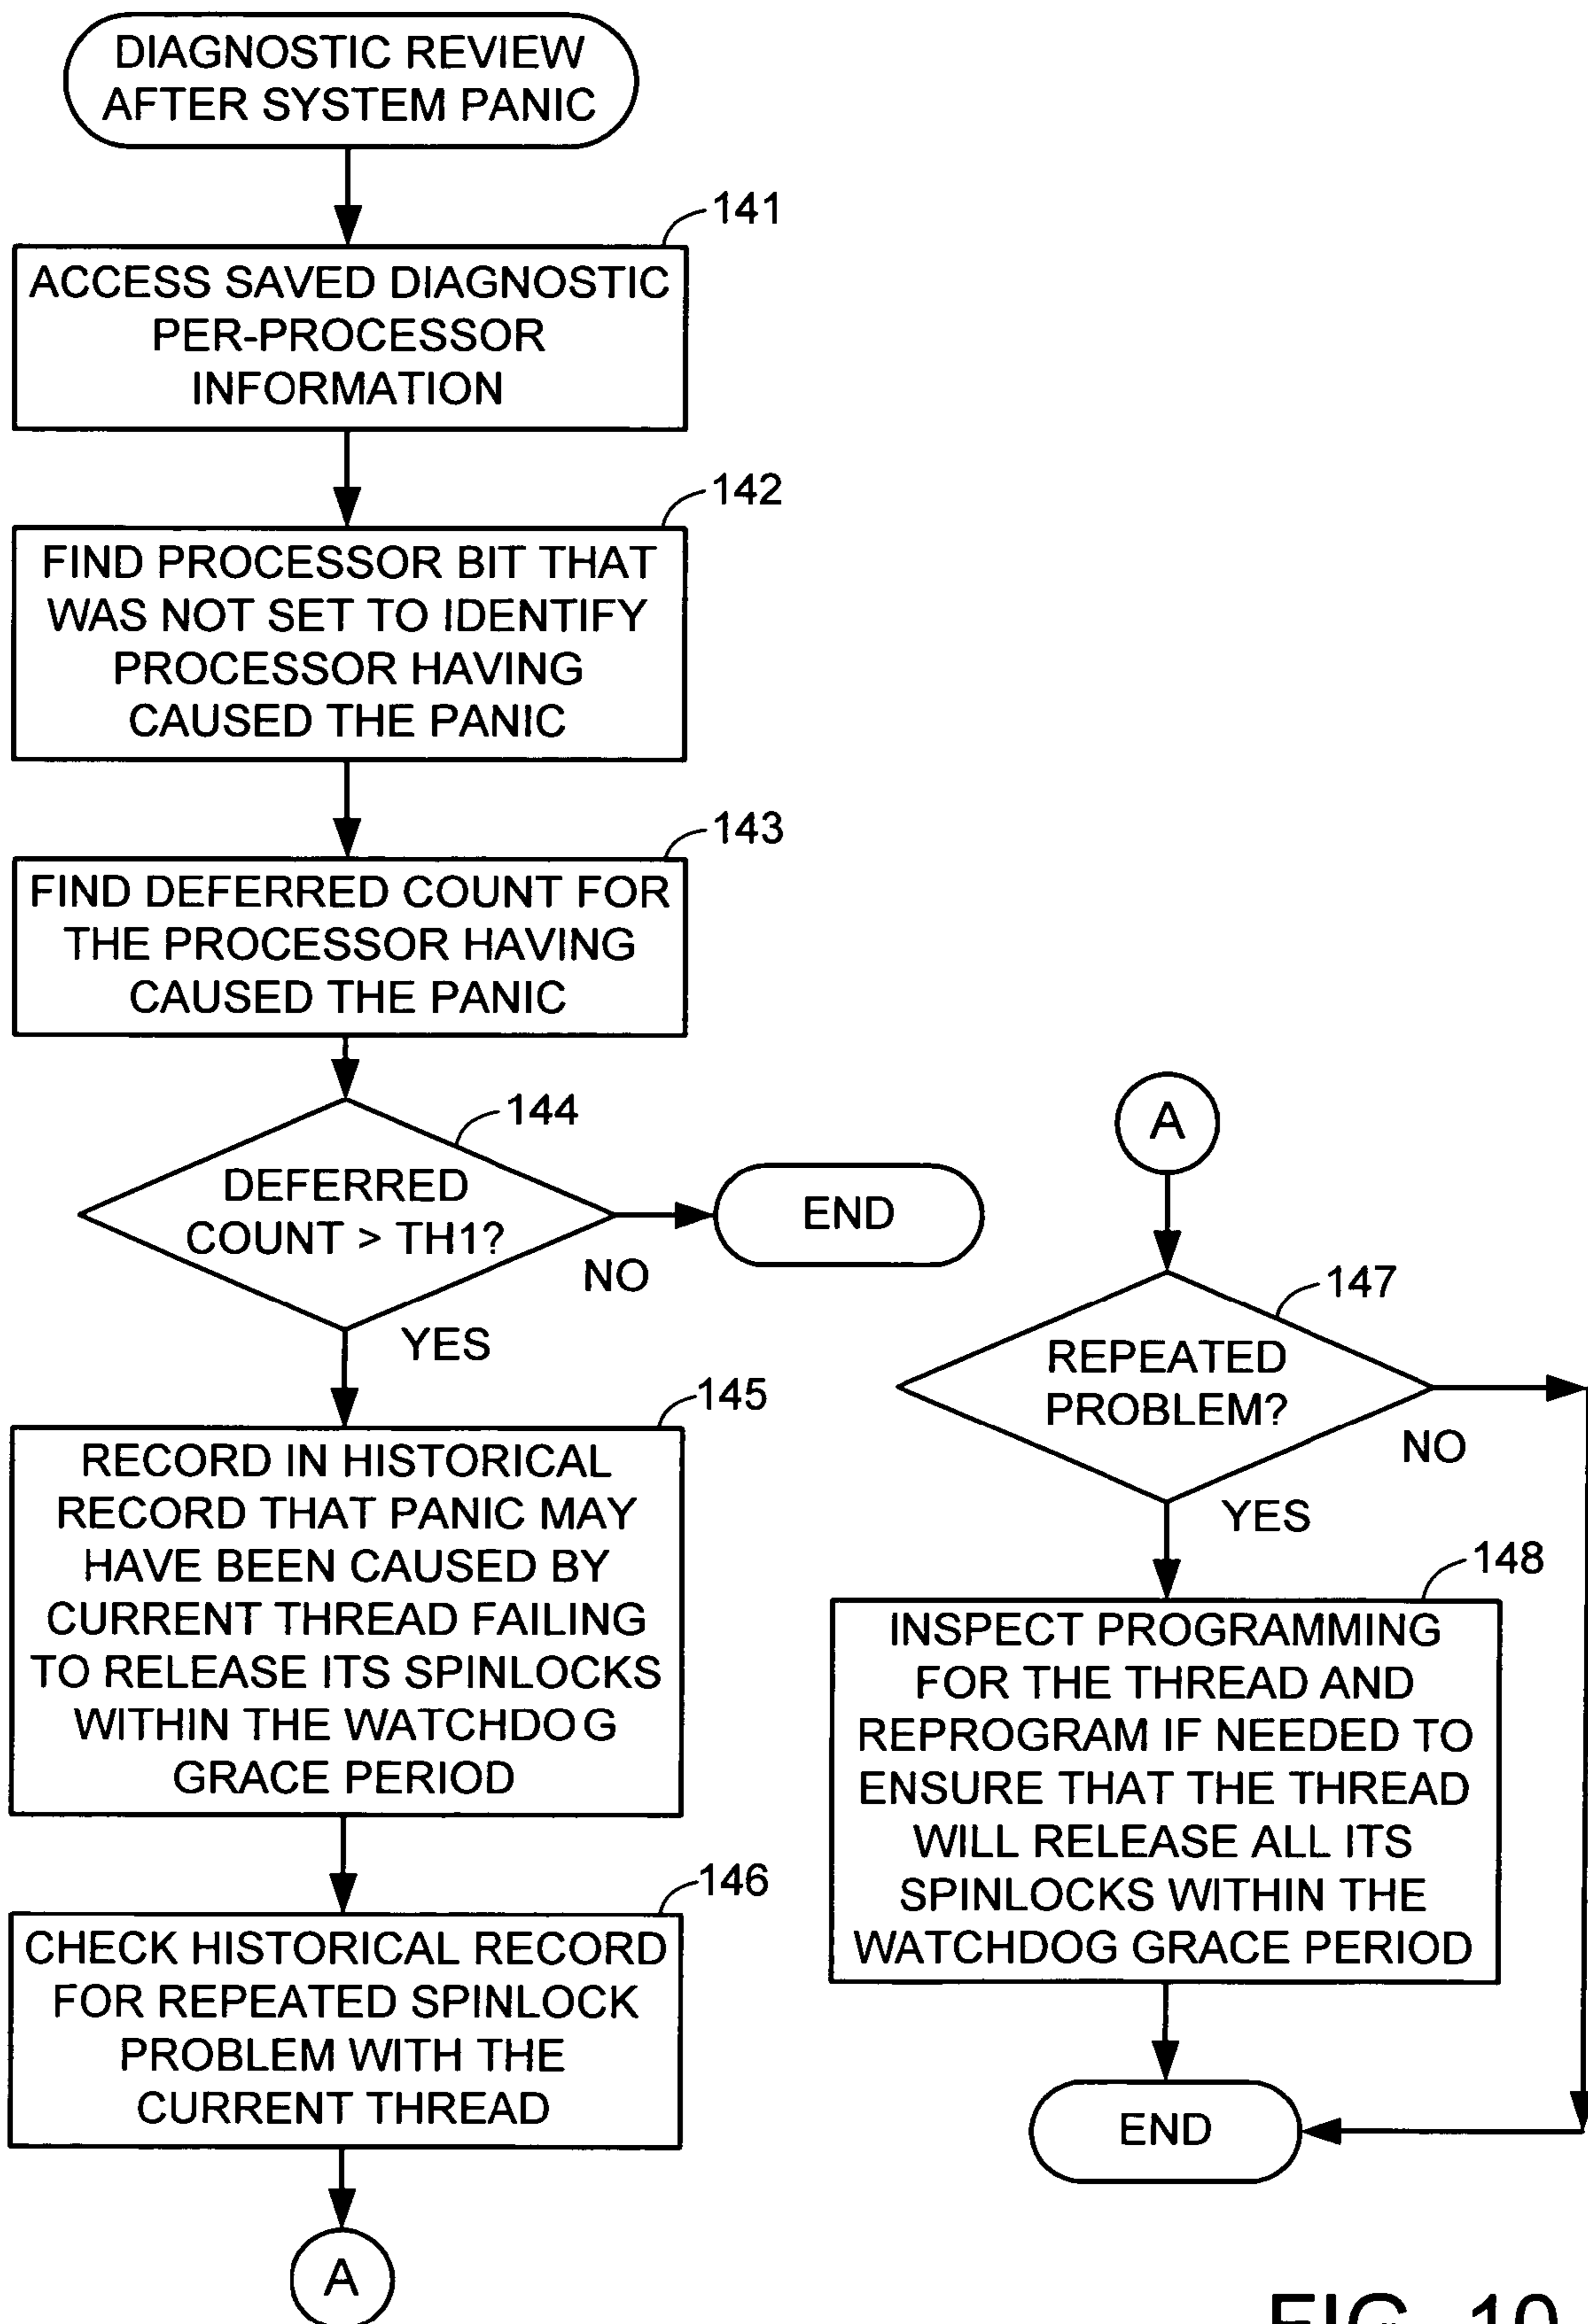 DIAGNOSTIC REVIEW
AFTER SYSTEM PANIC
141
ACCESS SAVED DIAGNOSTIC
PER-PROCESSOR
INFORMATION
142
FIND PROCESSOR BIT THAT
WAS NOT SET TO IDENTIFY
PROCESSOR HAVING
CAUSED THE PANIC
143
FIND DEFERRED COUNT FOR
THE PROCESSOR HAVING
CAUSED THE PANIC
144
DEFERRED
COUNT > TH1?
NO
END
YES
145
RECORD IN HISTORICAL
RECORD THAT PANIC MAY
HAVE BEEN CAUSED BY
CURRENT THREAD FAILING
TO RELEASE ITS SPINLOCKS
WITHIN THE WATCHDOG
GRACE PERIOD
146
CHECK HISTORICAL RECORD
FOR REPEATED SPINLOCK
PROBLEM WITH THE
CURRENT THREAD
A
A
147
REPEATED
PROBLEM?
NO
YES
148
INSPECT PROGRAMMING
FOR THE THREAD AND
REPROGRAM IF NEEDED TO
ENSURE THAT THE THREAD
WILL RELEASE ALL ITS
SPINLOCKS WITHIN THE
WATCHDOG GRACE PERIOD
END
FIG. 10